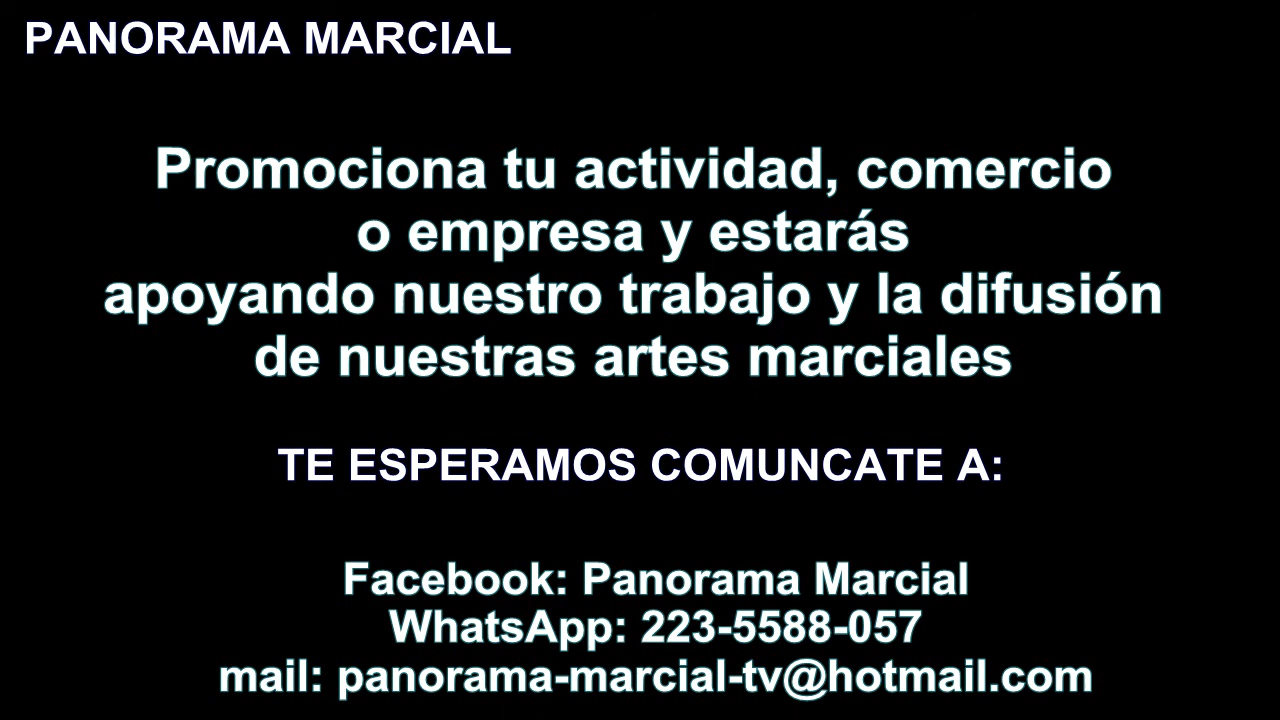 PANORAMA MARCIAL
Promociona tu actividad, comercio
o empresa y estarás
apoyando nuestro trabajo y la difusión
de nuestras artes marciales
TE ESPERAMOS COMUNCATE A:
Facebook: Panorama Marcial
WhatsApp: 223-5588-057
mail: panorama-marcial-tv@hotmail.com